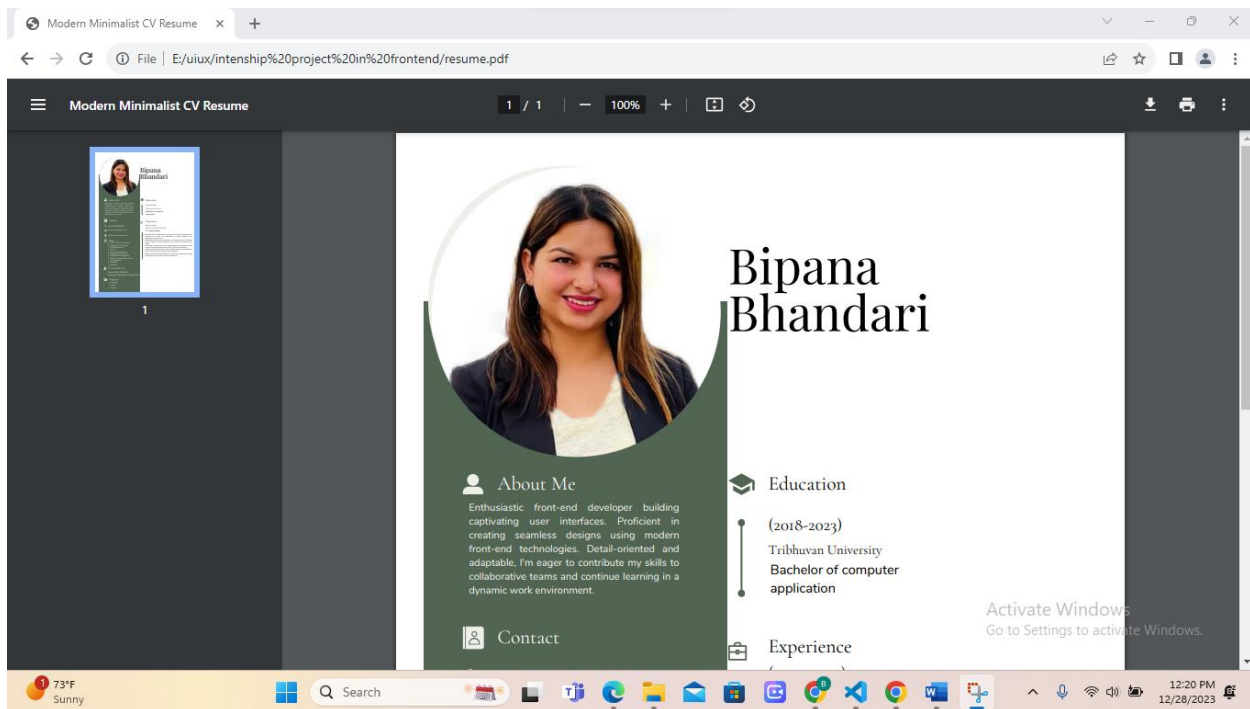 Modern Minimalist CV Resume
File E:/uiux/intenship%20project%20in%20frontend/resume.pdf
Modern Minimalist CV Resume
1 / 1
100%
Bipana
Bhandari
1
Bipana
Bhandari
About Me
Enthusiastic front-end developer building
captivating user interfaces. Proficient in
creating seamless designs using modern
front-end technologies. Detail-oriented and
adaptable, I'm eager to contribute my skills to
collaborative teams and continue learning in a
dynamic work environment.
Contact
Education
(2018-2023)
Tribhuvan University
Bachelor of computer
application
Experience
Activate Windows
Go to Settings to activate Windows.
1
73°F
Sunny
Search
12:20 PM
12/28/2023